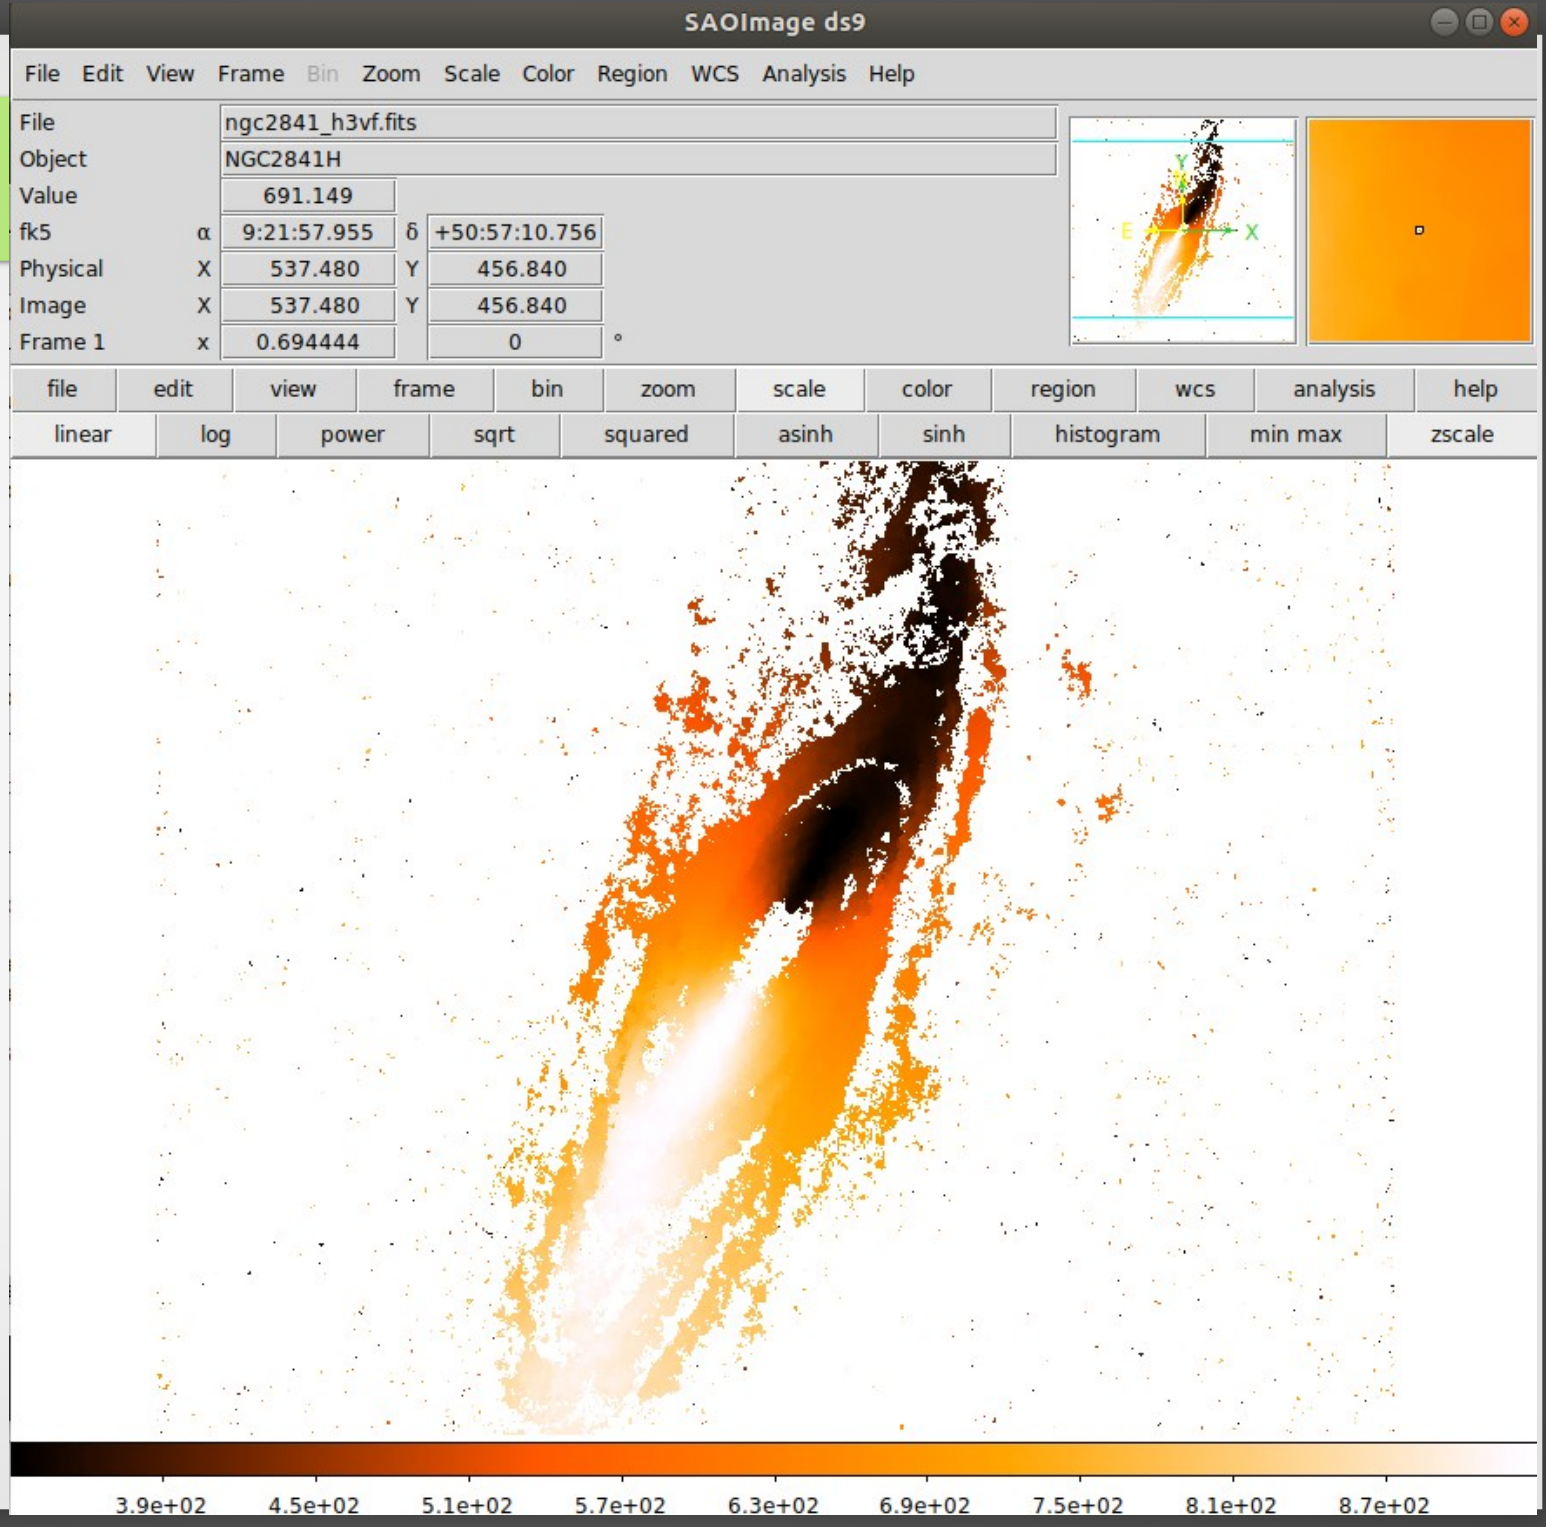 SAOImage ds9
File Edit View Frame Bin Zoom Scale Color Region WCS Analysis Help
File ngc2841_h3vf.fits
Object NGC2841H
Value 691.149
fk5 α 9:21:57.955 δ +50:57:10.756
Physical X 537.480 Y 456.840
Image X 537.480 Y 456.840
Frame 1 x 0.694444 0 °
Y
E X
file edit view frame bin zoom scale color region wcs analysis help
linear log power sqrt squared asinh sinh histogram min max zscale
3.9e+02 4.5e+02 5.1e+02 5.7e+02 6.3e+02 6.9e+02 7.5e+02 8.1e+02 8.7e+02